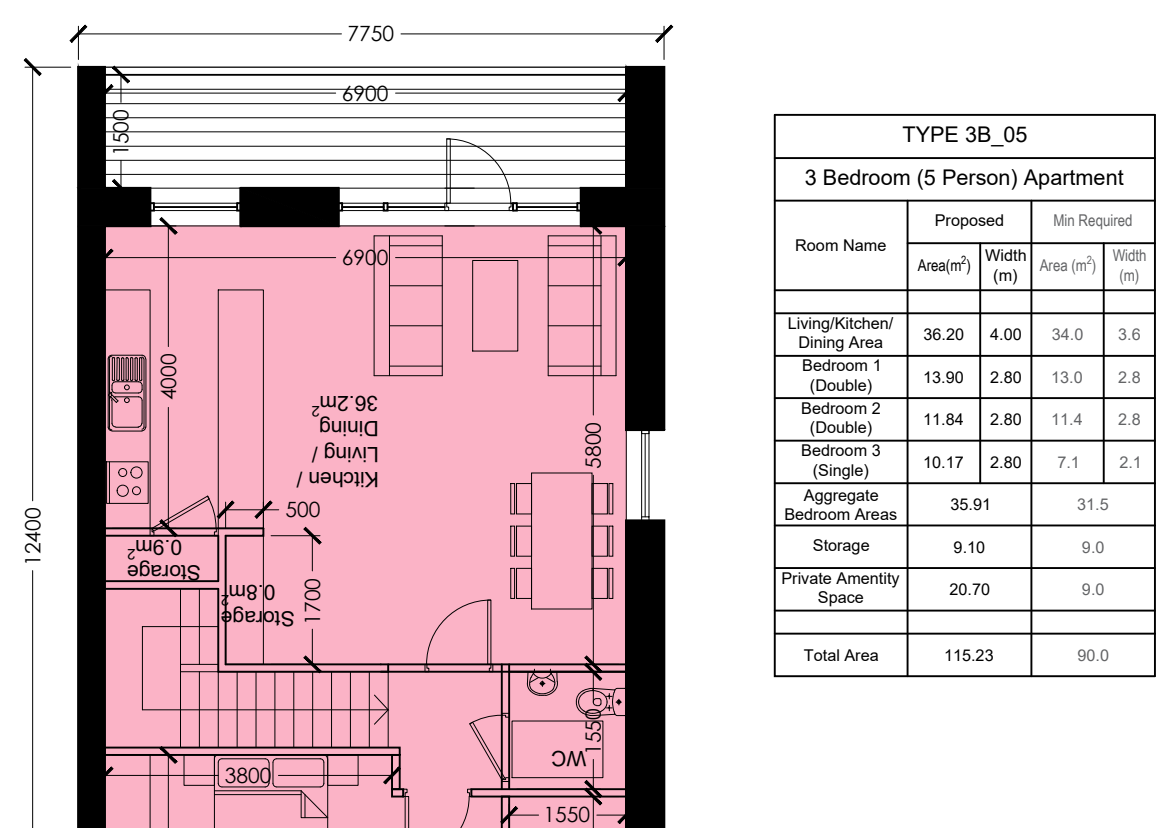 7750
6900
1500
6900
4000
Kitchen /
Living /
Dining
36.2m²
5800
12400
500
Storage
0.9m²
Storage
0.8m²
1700
1550
WC
3800
1550
TYPE 3B_05
3 Bedroom (5 Person) Apartment
Room Name Proposed Min Required
Area(m²) Width (m) Area (m²) Width (m)
Living/Kitchen/
Dining Area 36.20 4.00 34.0 3.6
Bedroom 1
(Double) 13.90 2.80 13.0 2.8
Bedroom 2
(Double) 11.84 2.80 11.4 2.8
Bedroom 3
(Single) 10.17 2.80 7.1 2.1
Aggregate
Bedroom Areas 35.91 31.5
Storage 9.10 9.0
Private Amentity
Space 20.70 9.0
Total Area 115.23 90.0